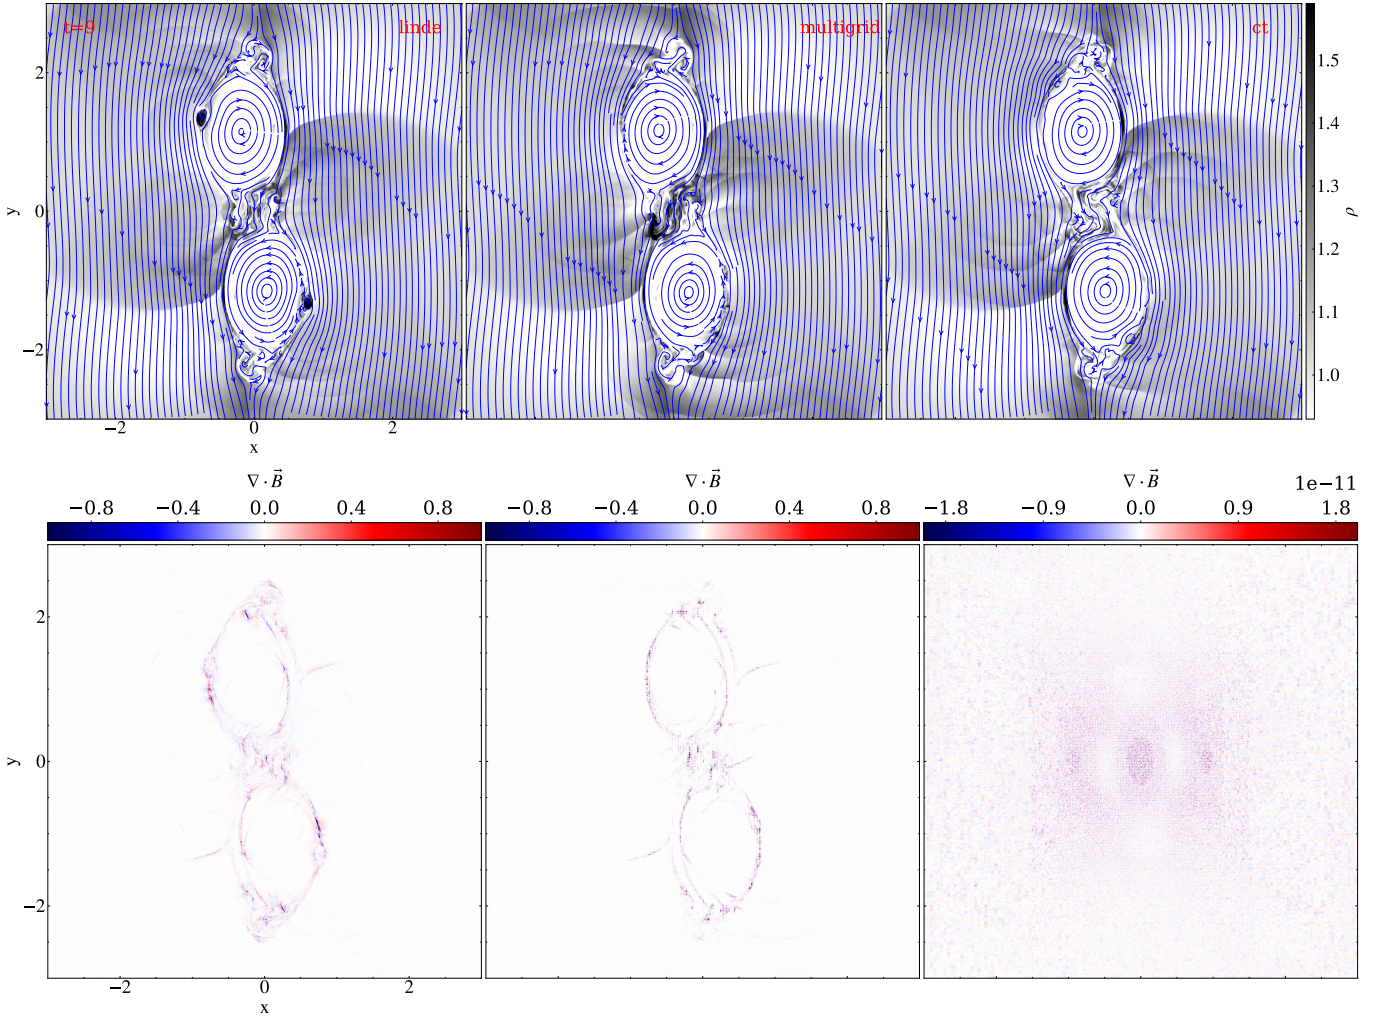 t=9 linde multigrid ct
1.5
1.4
1.3
1.2
1.1
1.0
ρ
2
0
−2
y
−2 0 2
x
∇·B⃗ ∇·B⃗ ∇·B⃗ 1e−11
−0.8 −0.4 0.0 0.4 0.8 −0.8 −0.4 0.0 0.4 0.8 −1.8 −0.9 0.0 0.9 1.8
2
0
−2
y
−2 0 2
x